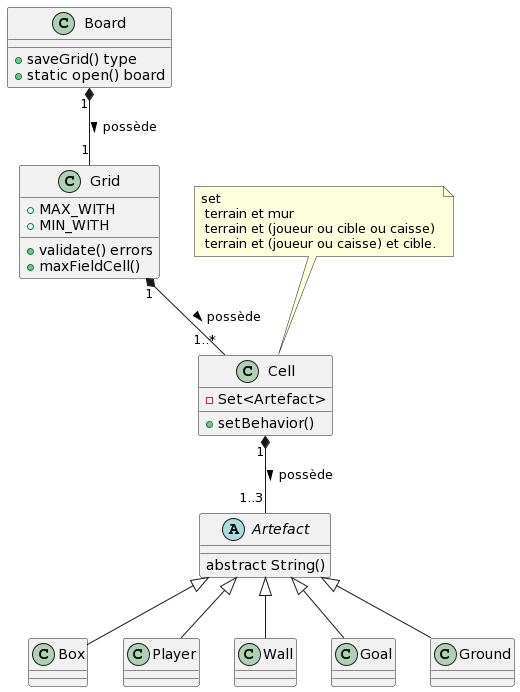 C Board
saveGrid() type
static open() board
1
possède
1
C Grid
MAX_WITH
MIN_WITH
validate() errors
maxFieldCell()
set
terrain et mur
terrain et (joueur ou cible ou caisse)
terrain et (joueur ou caisse) et cible.
1
possède
1..*
C Cell
Set<Artefact>
setBehavior()
1
possède
1..3
A Artefact
abstract String()
C Box
C Player
C Wall
C Goal
C Ground